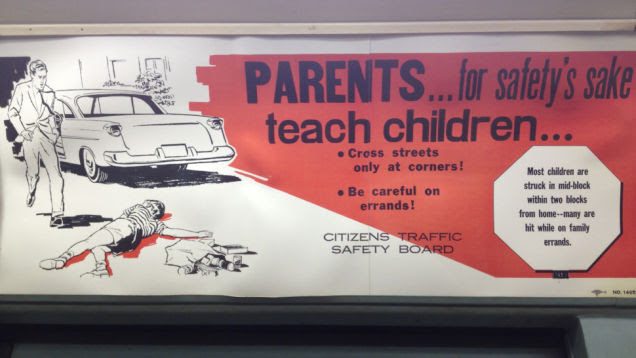 PARENTS...for safety's sake
teach children...
• Cross streets
only at corners!
• Be careful on
errands!
CITIZENS TRAFFIC
SAFETY BOARD
Most children are
struck in mid-block
within two blocks
from home--many are
hit while on family
errands.